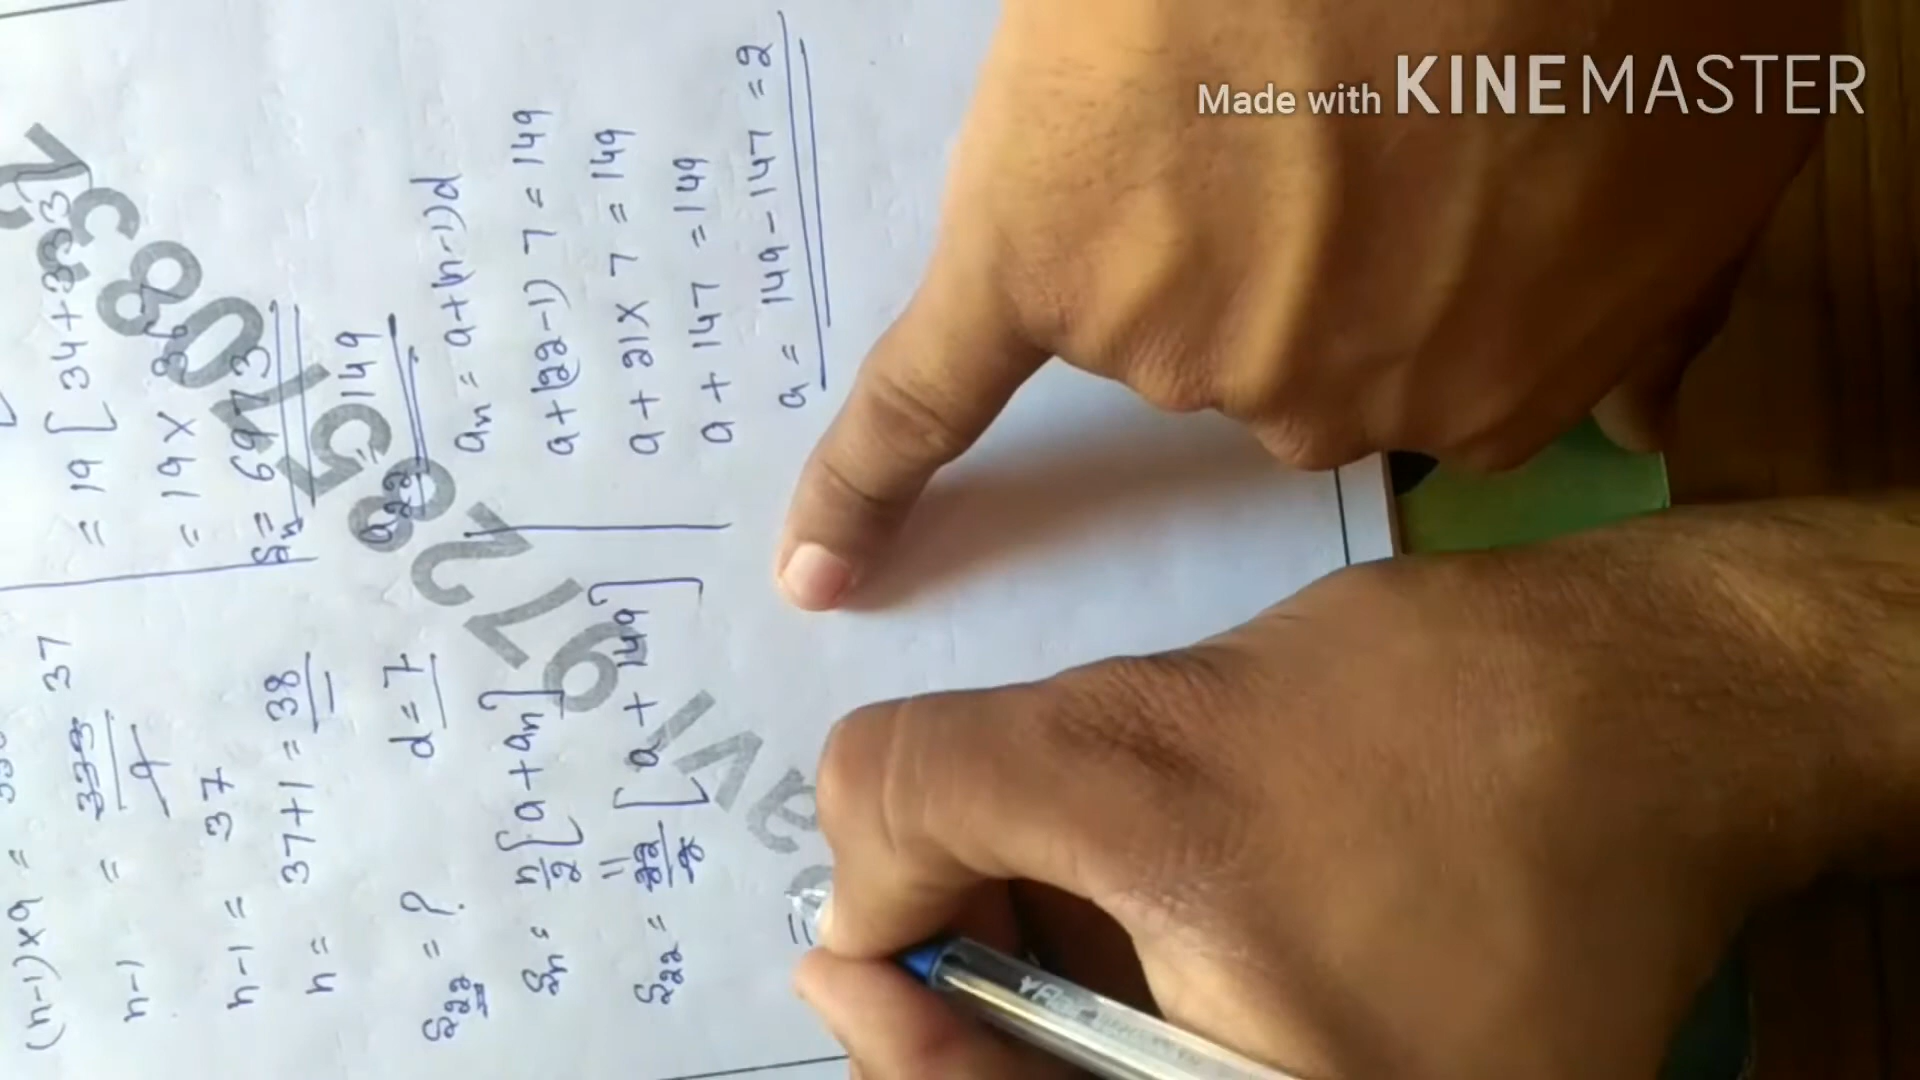 Made with KINEMASTER
(n-1)×9 =
n-1 = 333/9 37
n-1 = 37
n = 37+1 = 38
= 19 [34+333
= 19 ×
Sn = 6973
S22 = ? d = 7 a22 = 149
Sn = n/2 [a+an]
S22 = 22/2 11 [a + 149]
=
an = a+(n-1)d
a+(22-1) 7 = 149
a + 21 × 7 = 149
a + 147 = 149
a = 149-147 = 2
Flair